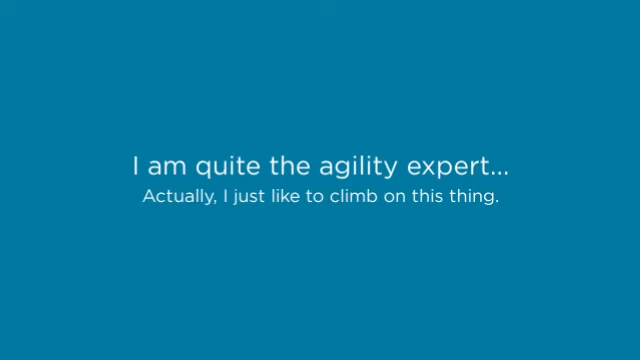 I am quite the agility expert...
Actually, I just like to climb on this thing.